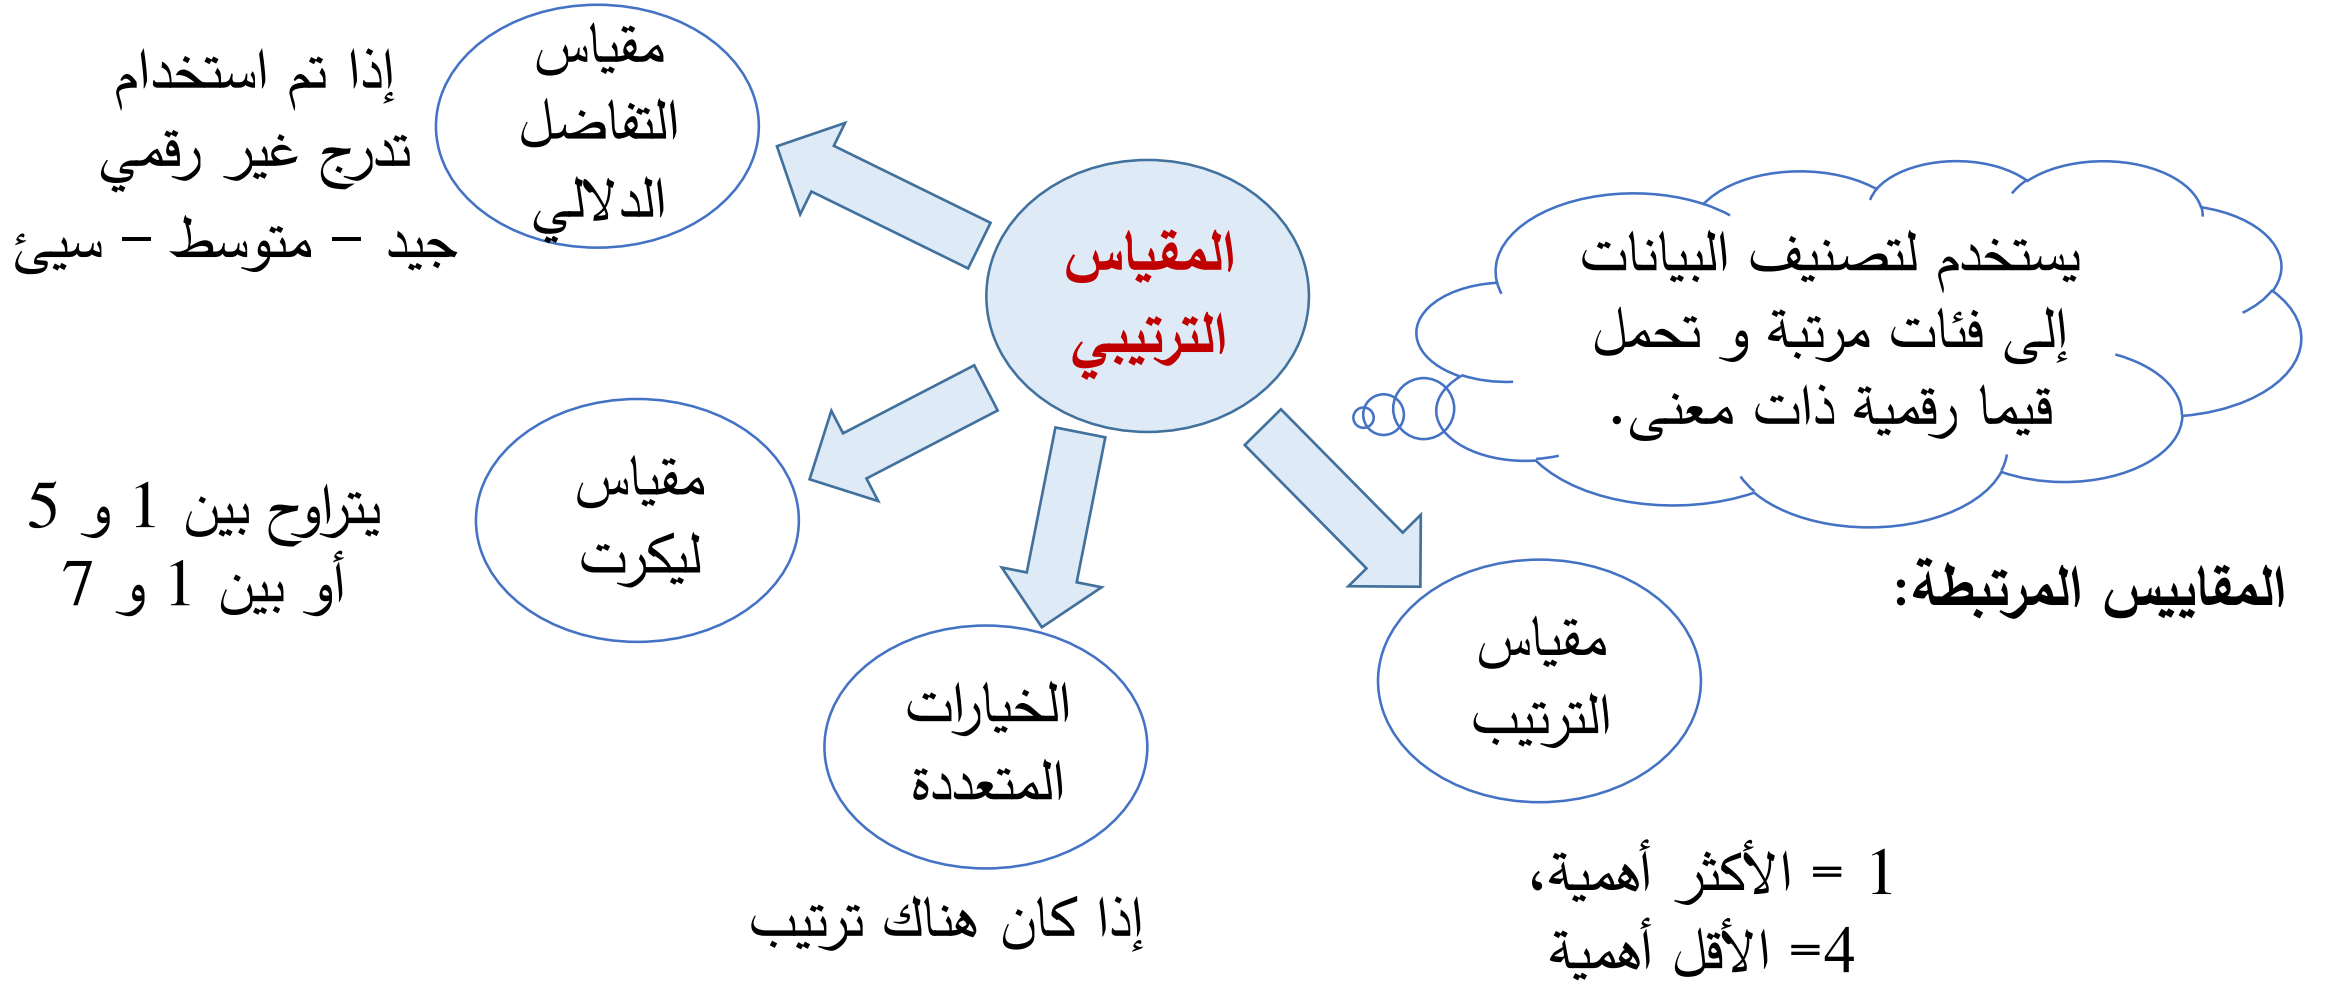 يستخدم لتصنيف البيانات
إلى فئات مرتبة و تحمل
قيما رقمية ذات معنى.
المقاييس المرتبطة:
المقياس
الترتيبي
مقياس
الترتيب
1 = الأكثر أهمية،
4= الأقل أهمية
الخيارات
المتعددة
إذا كان هناك ترتيب
مقياس
ليكرت
يتراوح بين 1 و 5
أو بين 1 و 7
مقياس
التفاضل
الدلالي
إذا تم استخدام
تدرج غير رقمي
جيد – متوسط – سيئ